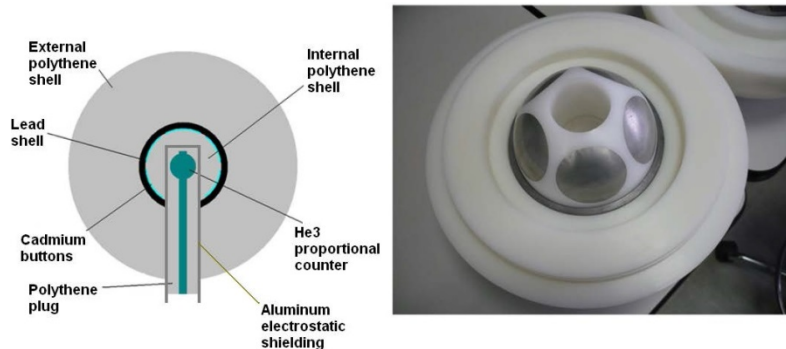 External
polythene
shell
Internal
polythene
shell
Lead
shell
Cadmium
buttons
He3
proportional
counter
Polythene
plug
Aluminum
electrostatic
shielding